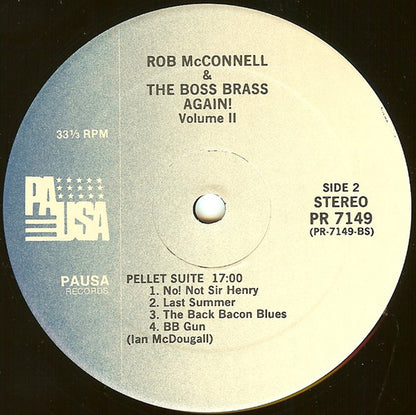 ROB McCONNELL
&
THE BOSS BRASS
AGAIN!
Volume II
33⅓ RPM
PAUSA
SIDE 2
STEREO
PR 7149
(PR-7149-BS)
PAUSA
RECORDS
PELLET SUITE 17:00
1. No! Not Sir Henry
2. Last Summer
3. The Back Bacon Blues
4. BB Gun
(Ian McDougall)